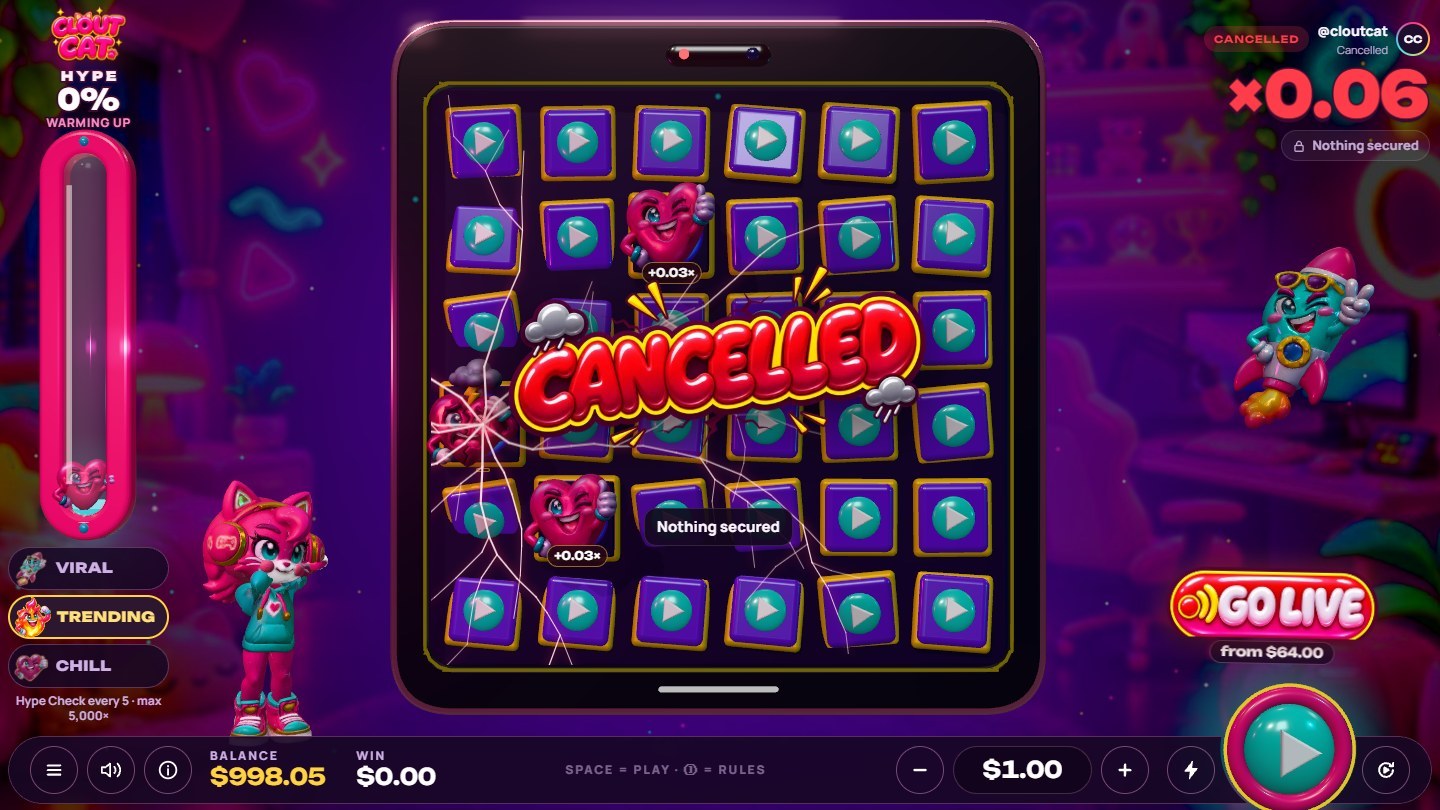 CLOUT
CAT
HYPE
0%
WARMING UP
VIRAL
TRENDING
CHILL
Hype Check every 5 · max
5,000×
CANCELLED
@cloutcat
Cancelled
CC
×0.06
Nothing secured
+0.03×
CANCELLED
Nothing secured
+0.03×
GO LIVE
from $64.00
BALANCE
$998.05
WIN
$0.00
SPACE = PLAY · ⓘ = RULES
$1.00